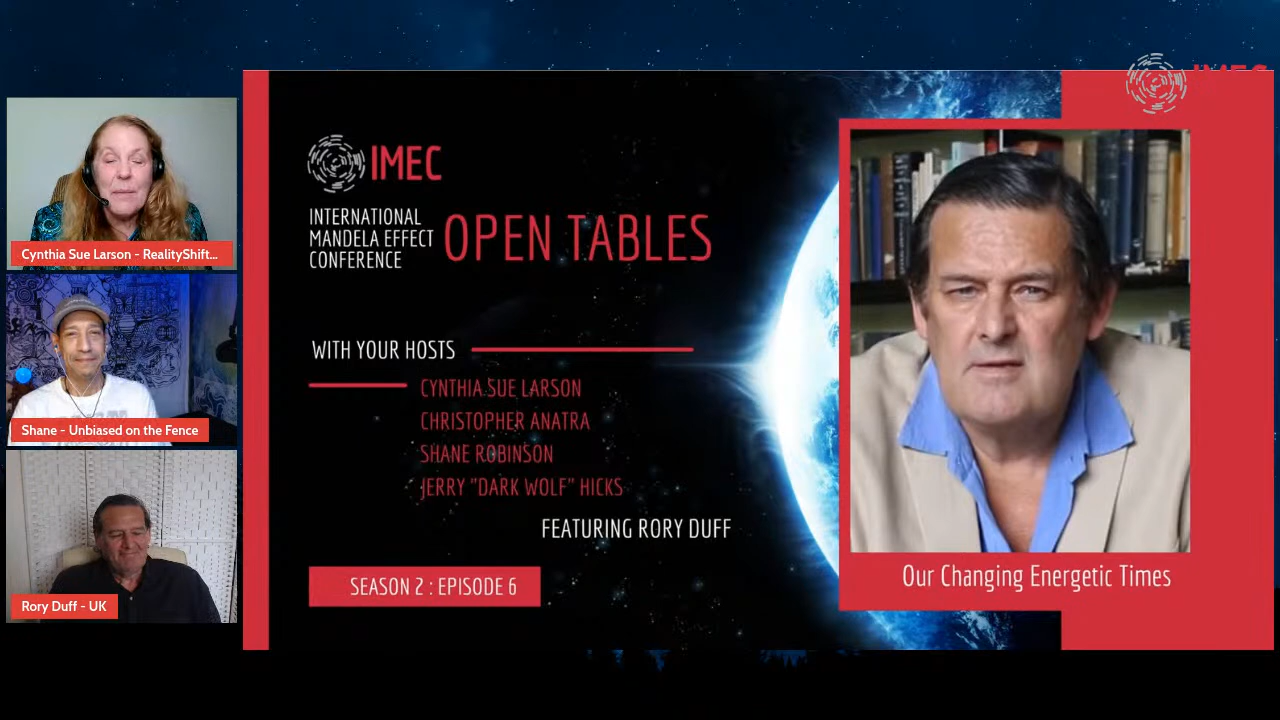 Cynthia Sue Larson - RealityShift...
Shane - Unbiased on the Fence
Rory Duff - UK
IMEC
INTERNATIONAL
MANDELA EFFECT
CONFERENCE
OPEN TABLES
WITH YOUR HOSTS
CYNTHIA SUE LARSON
CHRISTOPHER ANATRA
SHANE ROBINSON
JERRY "DARK WOLF" HICKS
FEATURING RORY DUFF
SEASON 2 : EPISODE 6
Our Changing Energetic Times